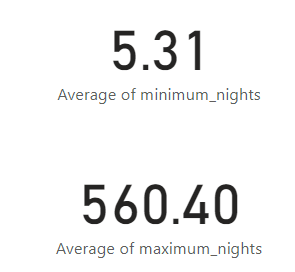 5.31
Average of minimum_nights
560.40
Average of maximum_nights